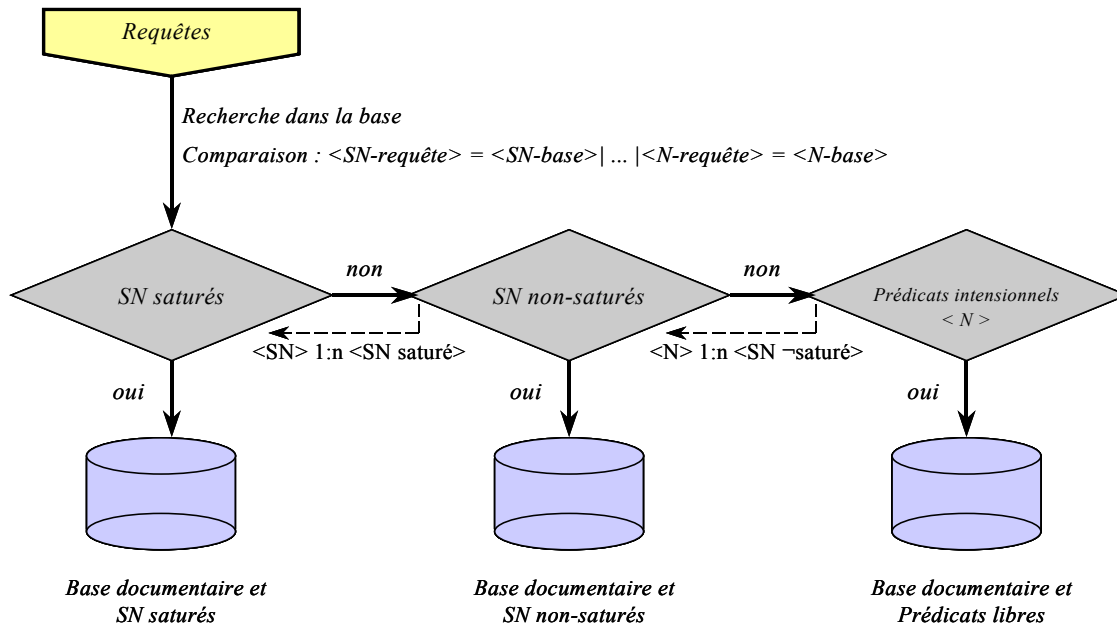 Requêtes
Recherche dans la base
Comparaison : <SN-requête> = <SN-base>| ... |<N-requête> = <N-base>
SN saturés
non
SN non-saturés
non
Prédicats intensionnels
< N >
<SN> 1:n <SN saturé>
<N> 1:n <SN ¬saturé>
oui
oui
oui
Base documentaire et
SN saturés
Base documentaire et
SN non-saturés
Base documentaire et
Prédicats libres